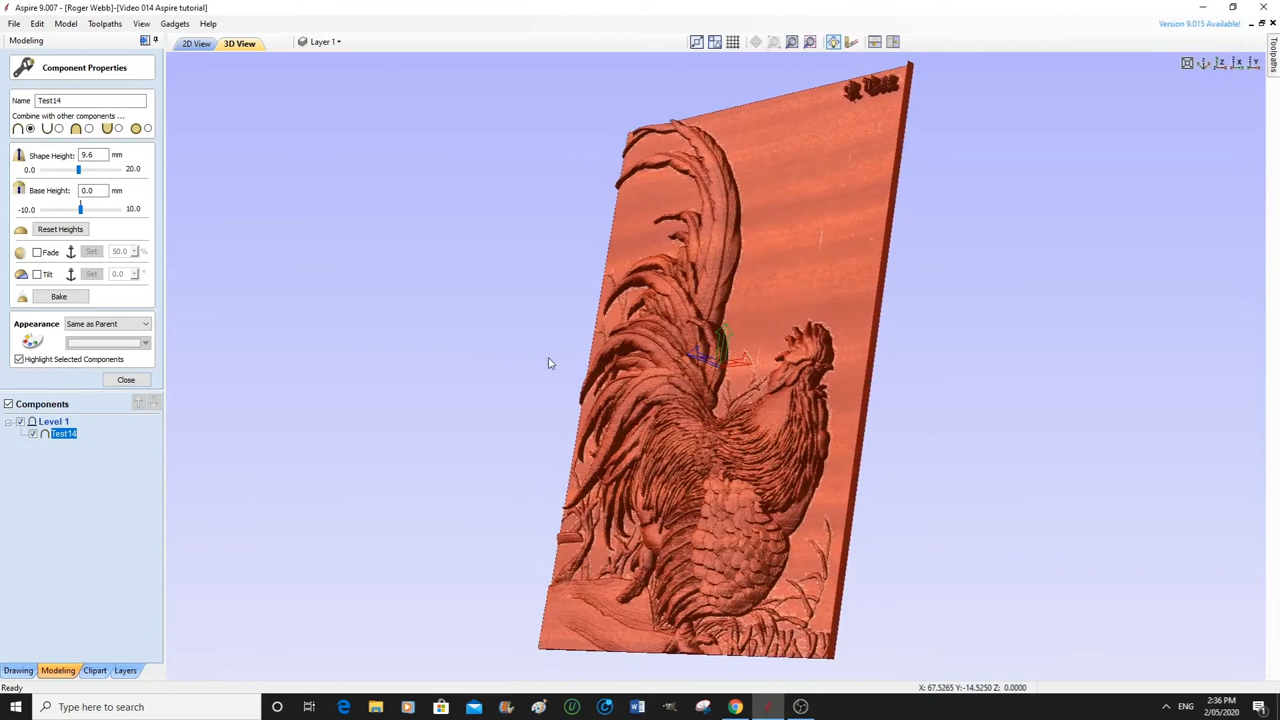 Aspire 9.007 - [Roger Webb]-[Video 014 Aspire tutorial]
File Edit Model Toolpaths View Gadgets Help
Version 9.015 Available!
Modeling
2D View 3D View Layer 1
Toolpaths
Component Properties
Name Test14
Combine with other components ...
Shape Height: 9.6 mm
0.0 20.0
Base Height: 0.0 mm
-10.0 10.0
Reset Heights
Fade Set 50.0 %
Tilt Set 0.0 °
Bake
Appearance Same as Parent
Highlight Selected Components
Close
Components
Level 1
Test14
Drawing Modeling Clipart Layers
Ready
X: 67.5265 Y:-14.5250 Z: 0.0000
Type here to search
ENG
2:36 PM
2/05/2020